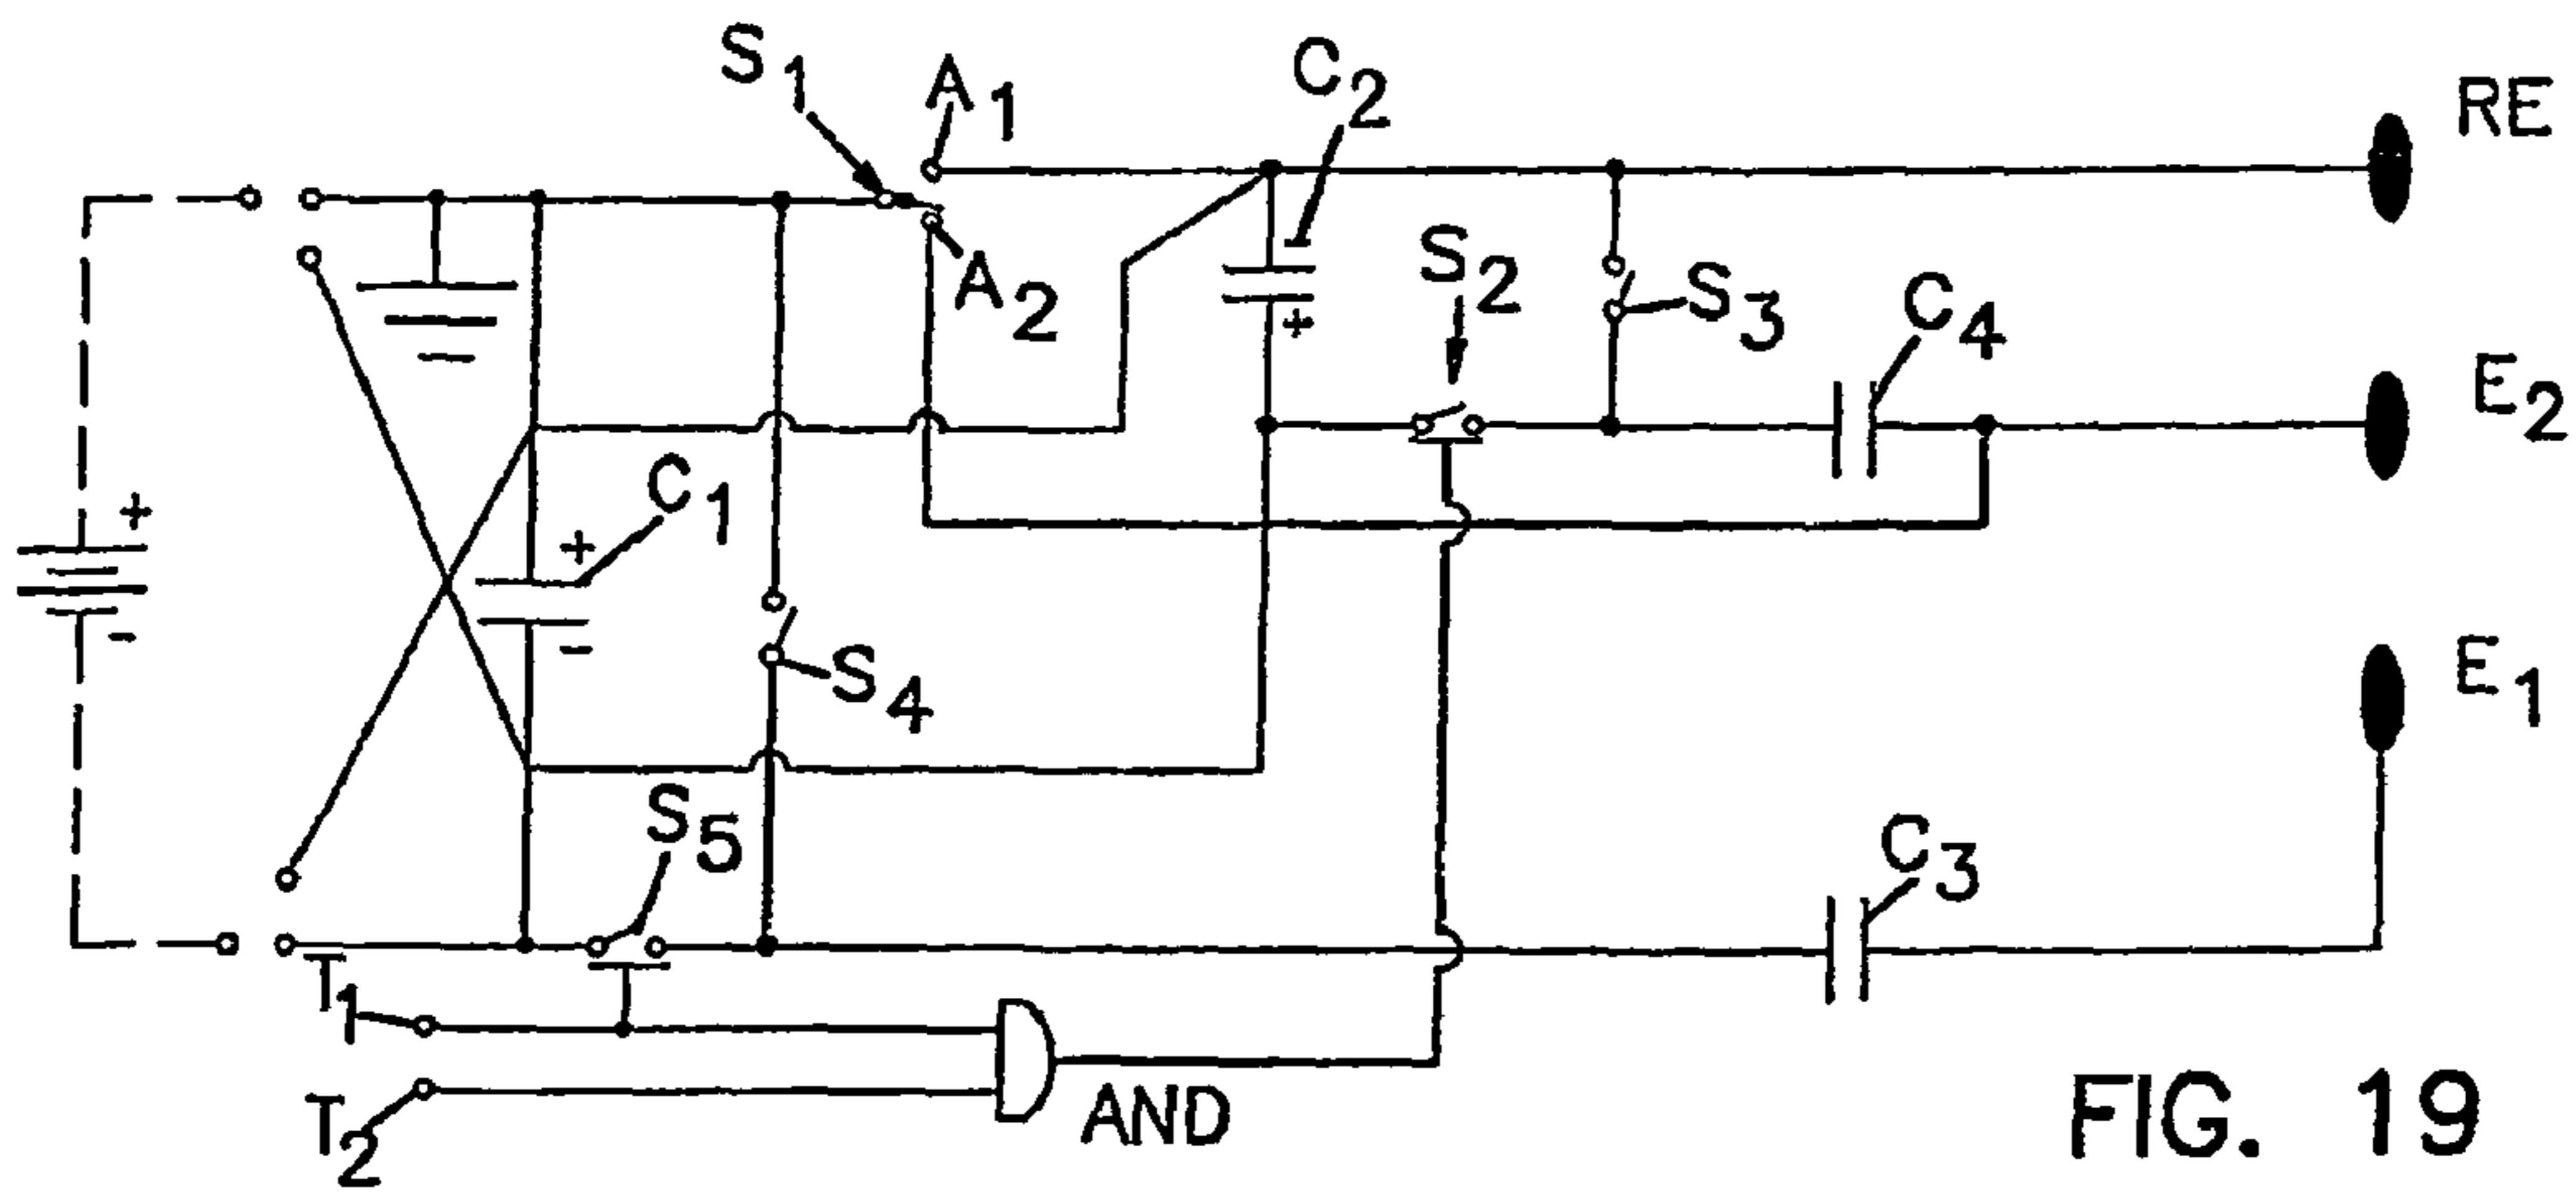 S1
A1
C2
RE
A2
S2
S3
C4
E2
+
+
C1
+
-
-
S4
E1
S5
C3
T1
T2
AND
FIG. 19